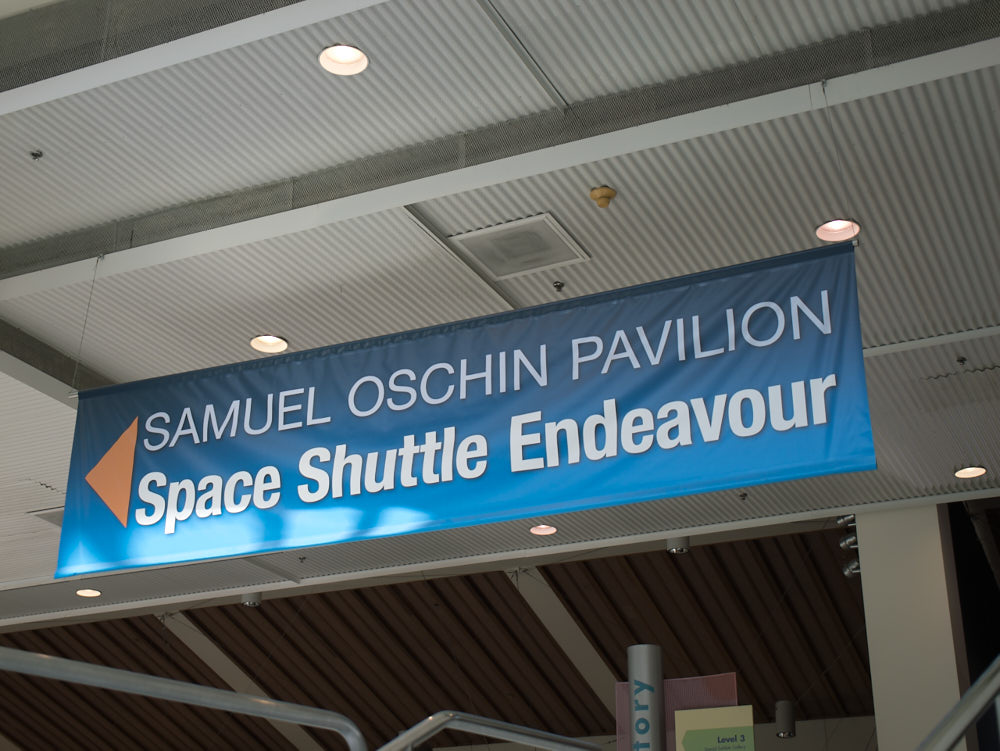 SAMUEL OSCHIN PAVILION
Space Shuttle Endeavour
tory
Level 3